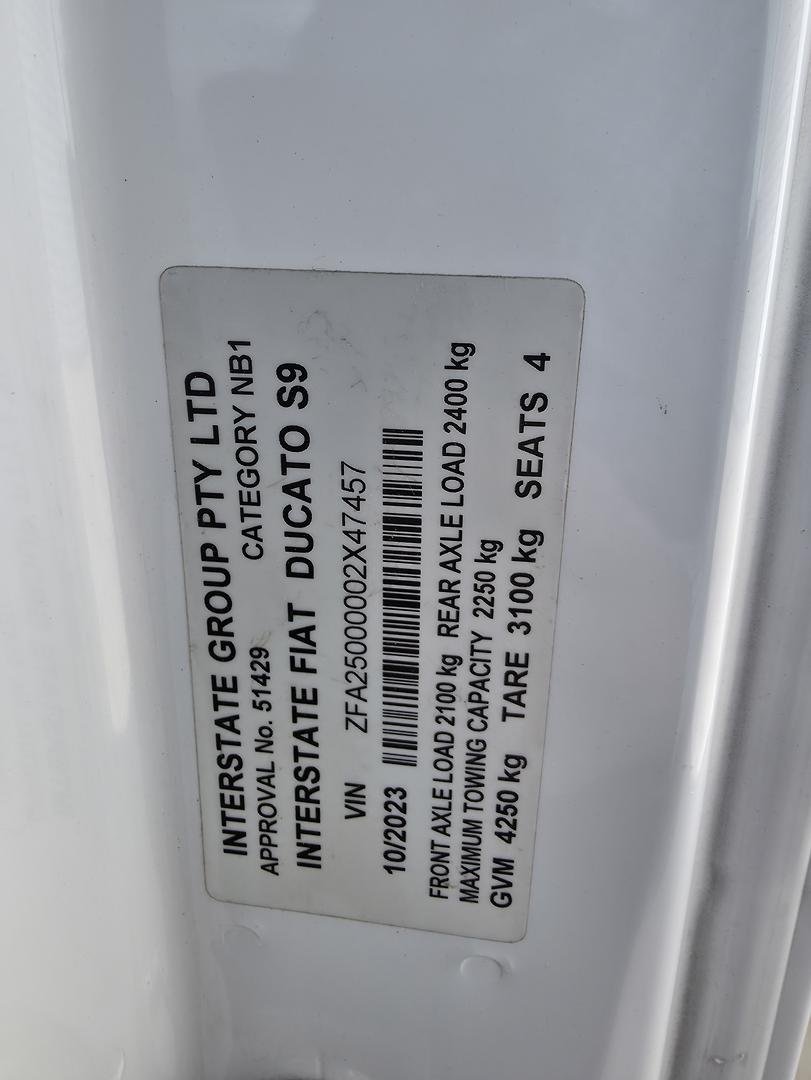 INTERSTATE GROUP PTY LTD
APPROVAL No. 51429 CATEGORY NB1
INTERSTATE FIAT DUCATO S9
VIN ZFA25000002X47457
10/2023
FRONT AXLE LOAD 2100 kg REAR AXLE LOAD 2400 kg
MAXIMUM TOWING CAPACITY 2250 kg
GVM 4250 kg TARE 3100 kg SEATS 4